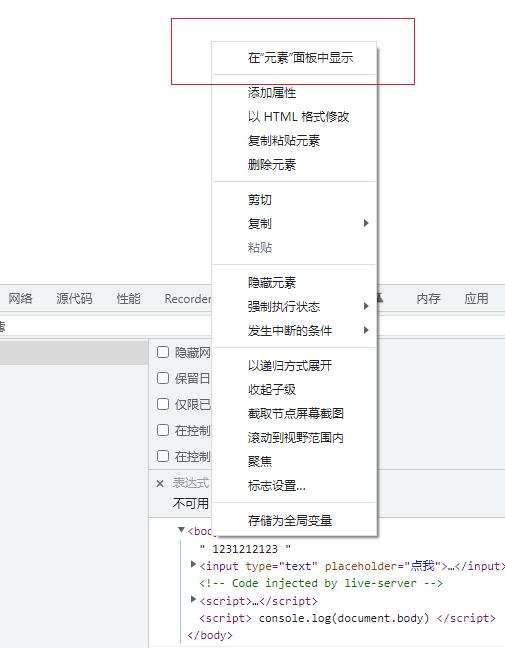 在“元素”面板中显示
添加属性
以 HTML 格式修改
复制粘贴元素
删除元素
剪切
复制
粘贴
隐藏元素
强制执行状态
发生中断的条件
以递归方式展开
收起子级
截取节点屏幕截图
滚动到视野范围内
聚焦
标志设置...
存储为全局变量
网络 源代码 性能 Recorder 内存 应用
隐藏网
保留日
仅限已
在控制
在控制
表达式
不可用
<body
" 1231212123 "
<input type="text" placeholder="点我">…</input>
<!-- Code injected by live-server -->
<script>…</script>
<script> console.log(document.body) </script>
</body>